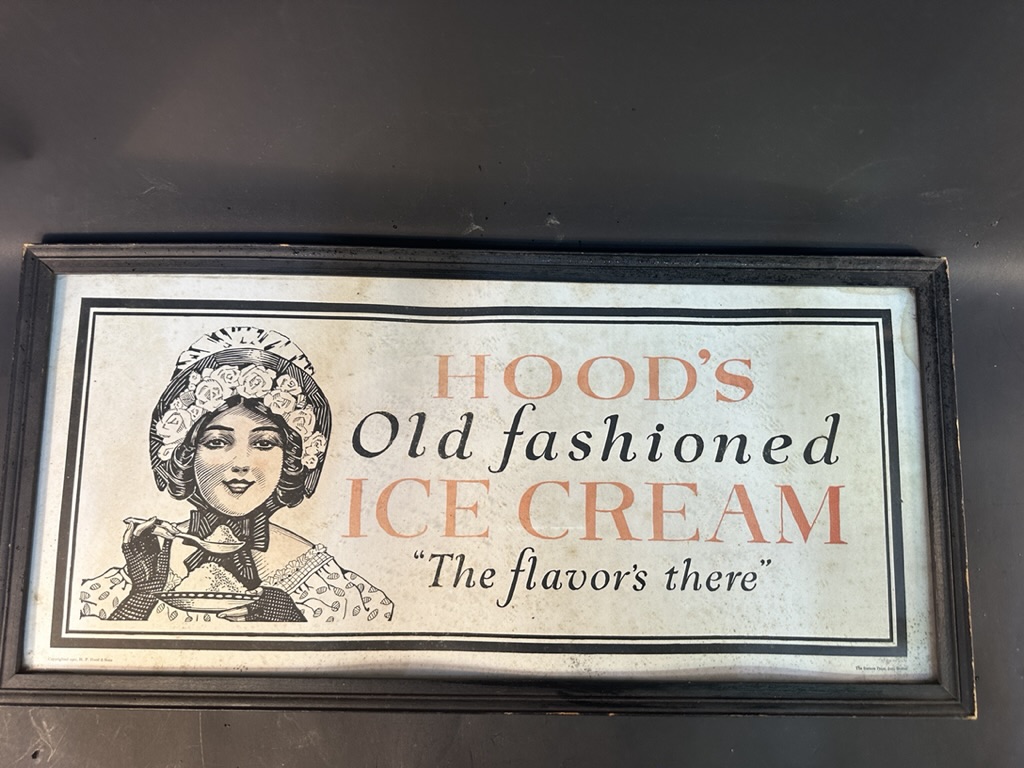 HOOD'S
Old fashioned
ICE CREAM
"The flavor's there"